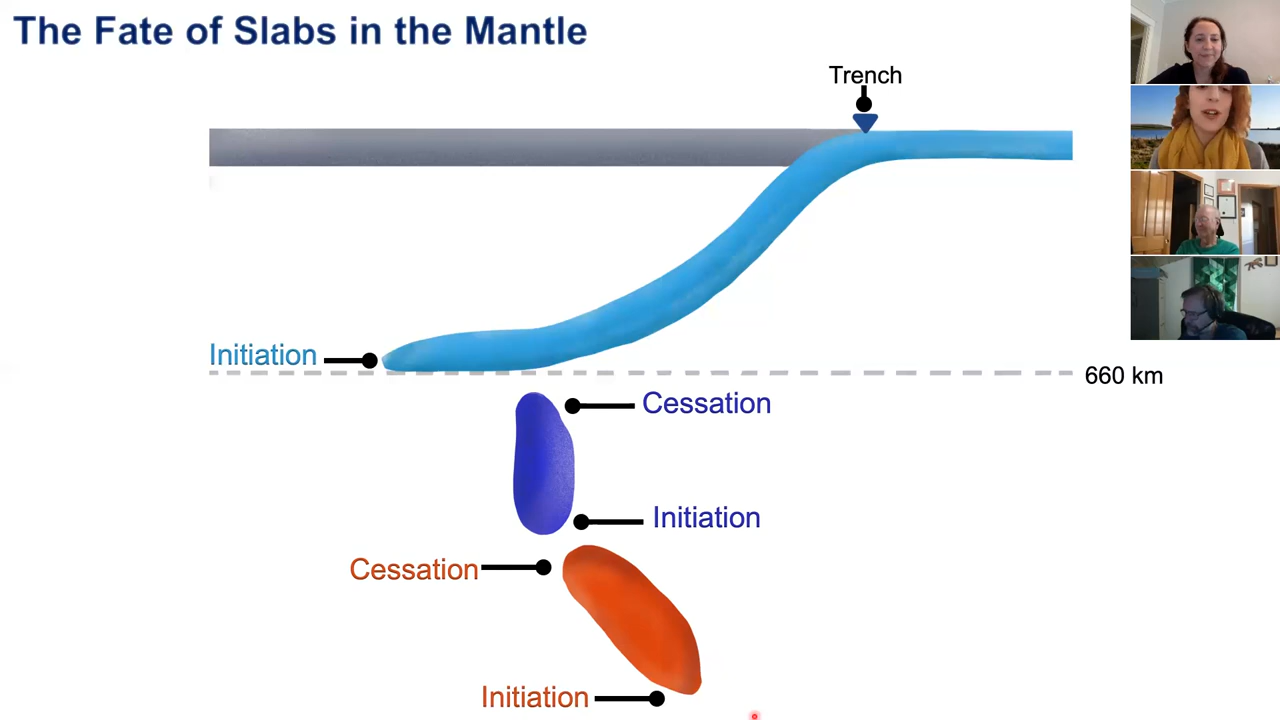 The Fate of Slabs in the Mantle
Trench
Initiation
660 km
Cessation
Initiation
Cessation
Initiation